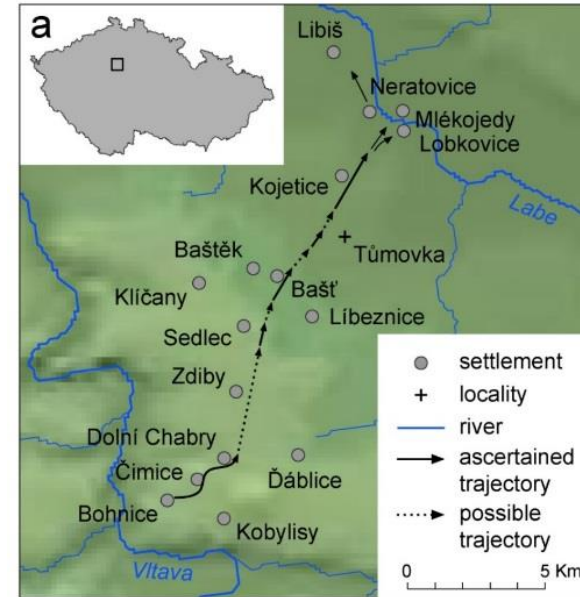 a
Libiš
Neratovice
Mlékojedy
Lobkovice
Kojetice
Labe
Tůmovka
Baštěk
Bašť
Klíčany
Líbeznice
Sedlec
Zdiby
Dolní Chabry
Čimice
Ďáblice
Bohnice
Kobylisy
Vltava
settlement
locality
river
ascertained
trajectory
possible
trajectory
0 5 Km